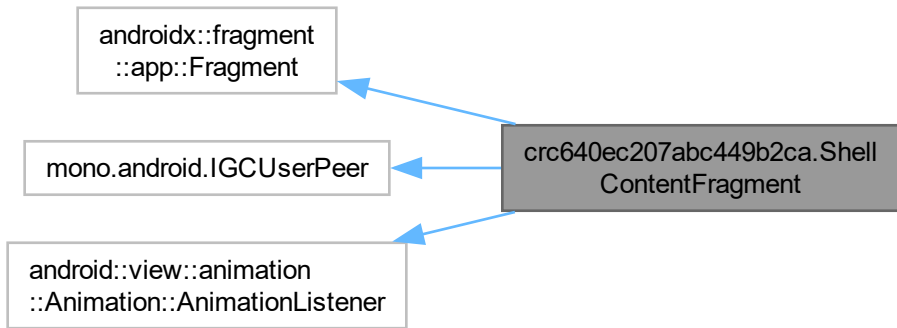 androidx::fragment
::app::Fragment
mono.android.IGCUserPeer
android::view::animation
::Animation::AnimationListener
crc640ec207abc449b2ca.Shell
ContentFragment